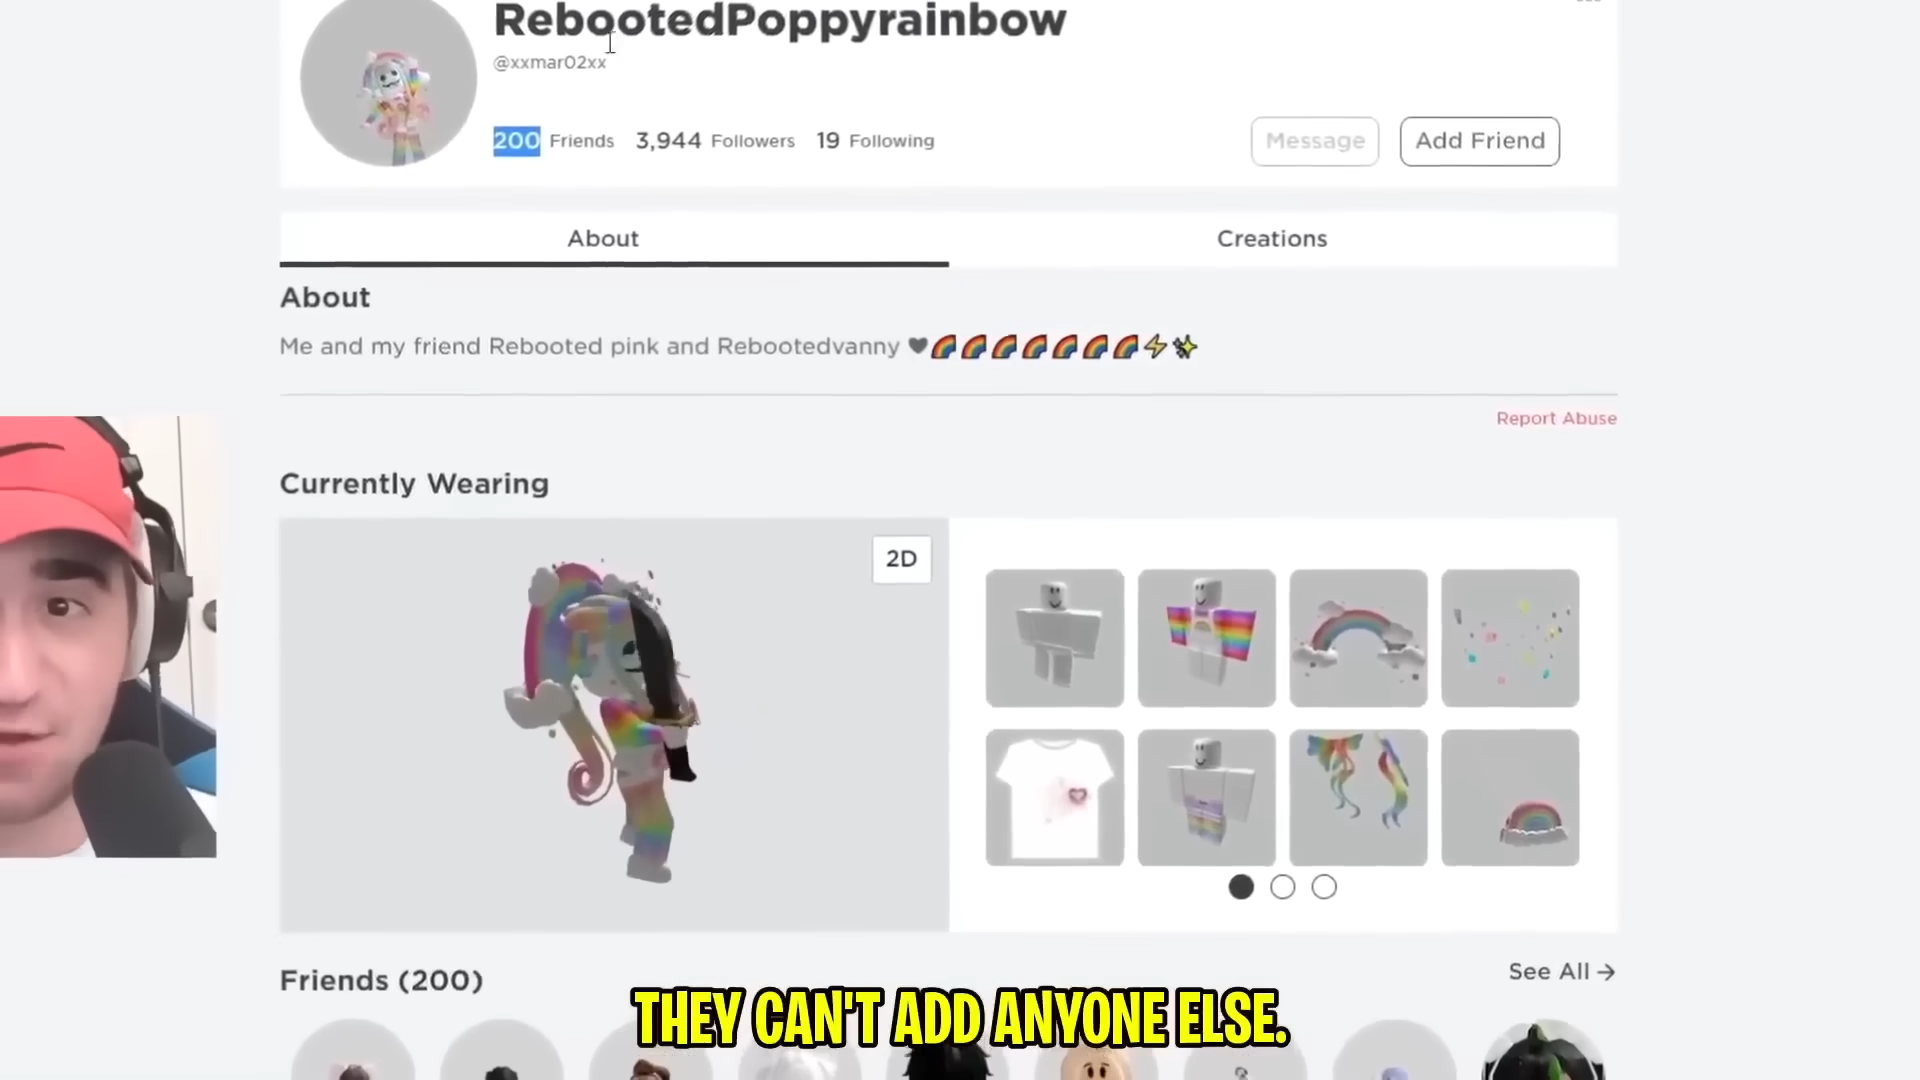 RebootedPoppyrainbow
@xxmar02xx
200 Friends 3,944 Followers 19 Following
Message
Add Friend
About
Creations
About
Me and my friend Rebooted pink and Rebootedvanny 🖤🌈🌈🌈🌈🌈🌈🌈⚡✨
Report Abuse
Currently Wearing
2D
Friends (200)
See All →
THEY CAN'T ADD ANYONE ELSE.